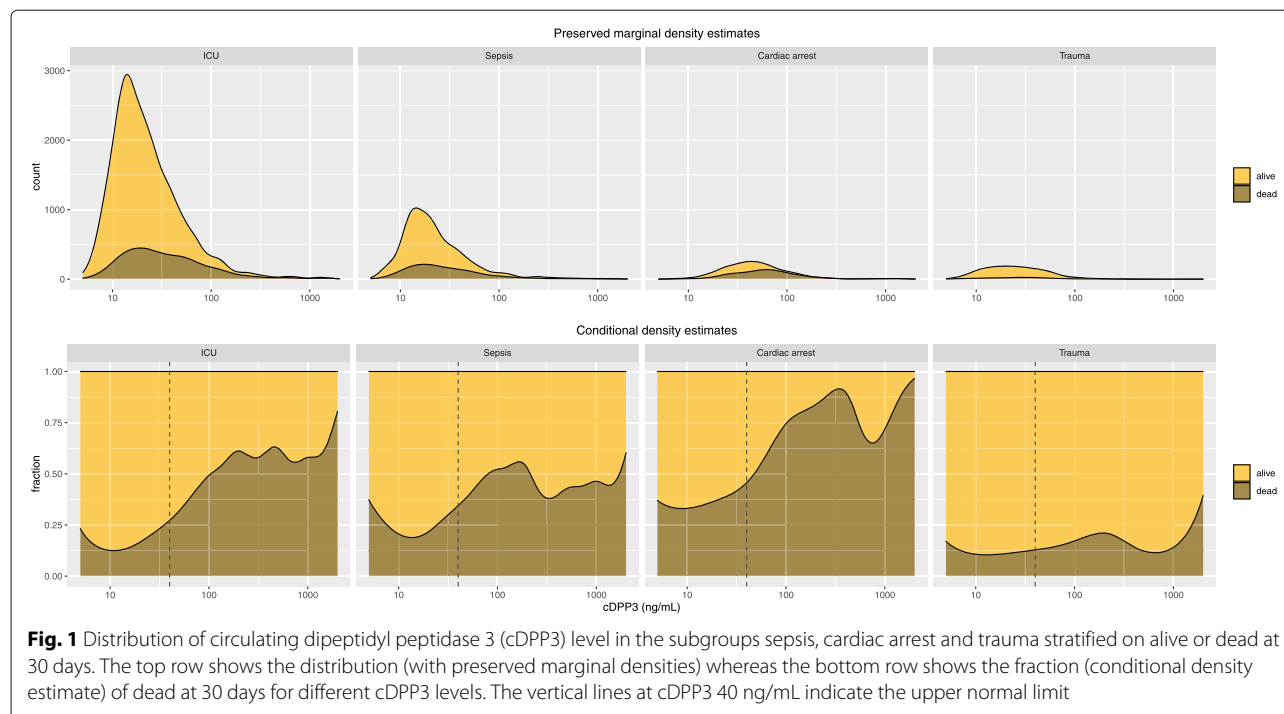 Preserved marginal density estimates
ICU Sepsis Cardiac arrest Trauma
3000
2000
1000
0
count
10 100 1000 10 100 1000 10 100 1000 10 100 1000
alive
dead
Conditional density estimates
ICU Sepsis Cardiac arrest Trauma
1.00
0.75
0.50
0.25
0.00
fraction
10 100 1000 10 100 1000 10 100 1000 10 100 1000
cDPP3 (ng/mL)
alive
dead
Fig. 1 Distribution of circulating dipeptidyl peptidase 3 (cDPP3) level in the subgroups sepsis, cardiac arrest and trauma stratified on alive or dead at
30 days. The top row shows the distribution (with preserved marginal densities) whereas the bottom row shows the fraction (conditional density
estimate) of dead at 30 days for different cDPP3 levels. The vertical lines at cDPP3 40 ng/mL indicate the upper normal limit